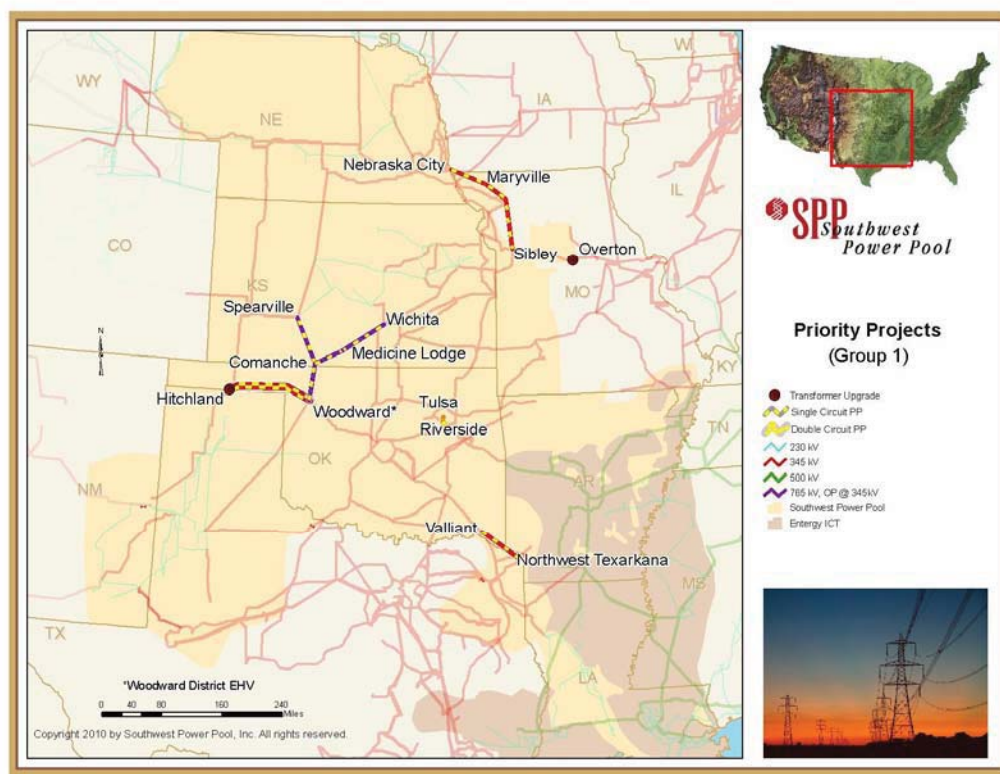 SD
WY
WI
IA
NE
Nebraska City
Maryville
IL
CO
Sibley
Overton
KS
MO
Spearville
Wichita
Comanche
Medicine Lodge
KY
Hitchland
Woodward*
Tulsa
Riverside
TN
OK
AR
NM
Valliant
Northwest Texarkana
MS
TX
LA
*Woodward District EHV
0 40 80 160 240
Miles
Copyright 2010 by Southwest Power Pool, Inc. All rights reserved.
N
SPP
Southwest
Power Pool
Priority Projects
(Group 1)
Transformer Upgrade
Single Circuit PP
Double Circuit PP
230 kV
345 kV
500 kV
765 kV, OP @ 345kV
Southwest Power Pool
Entergy ICT